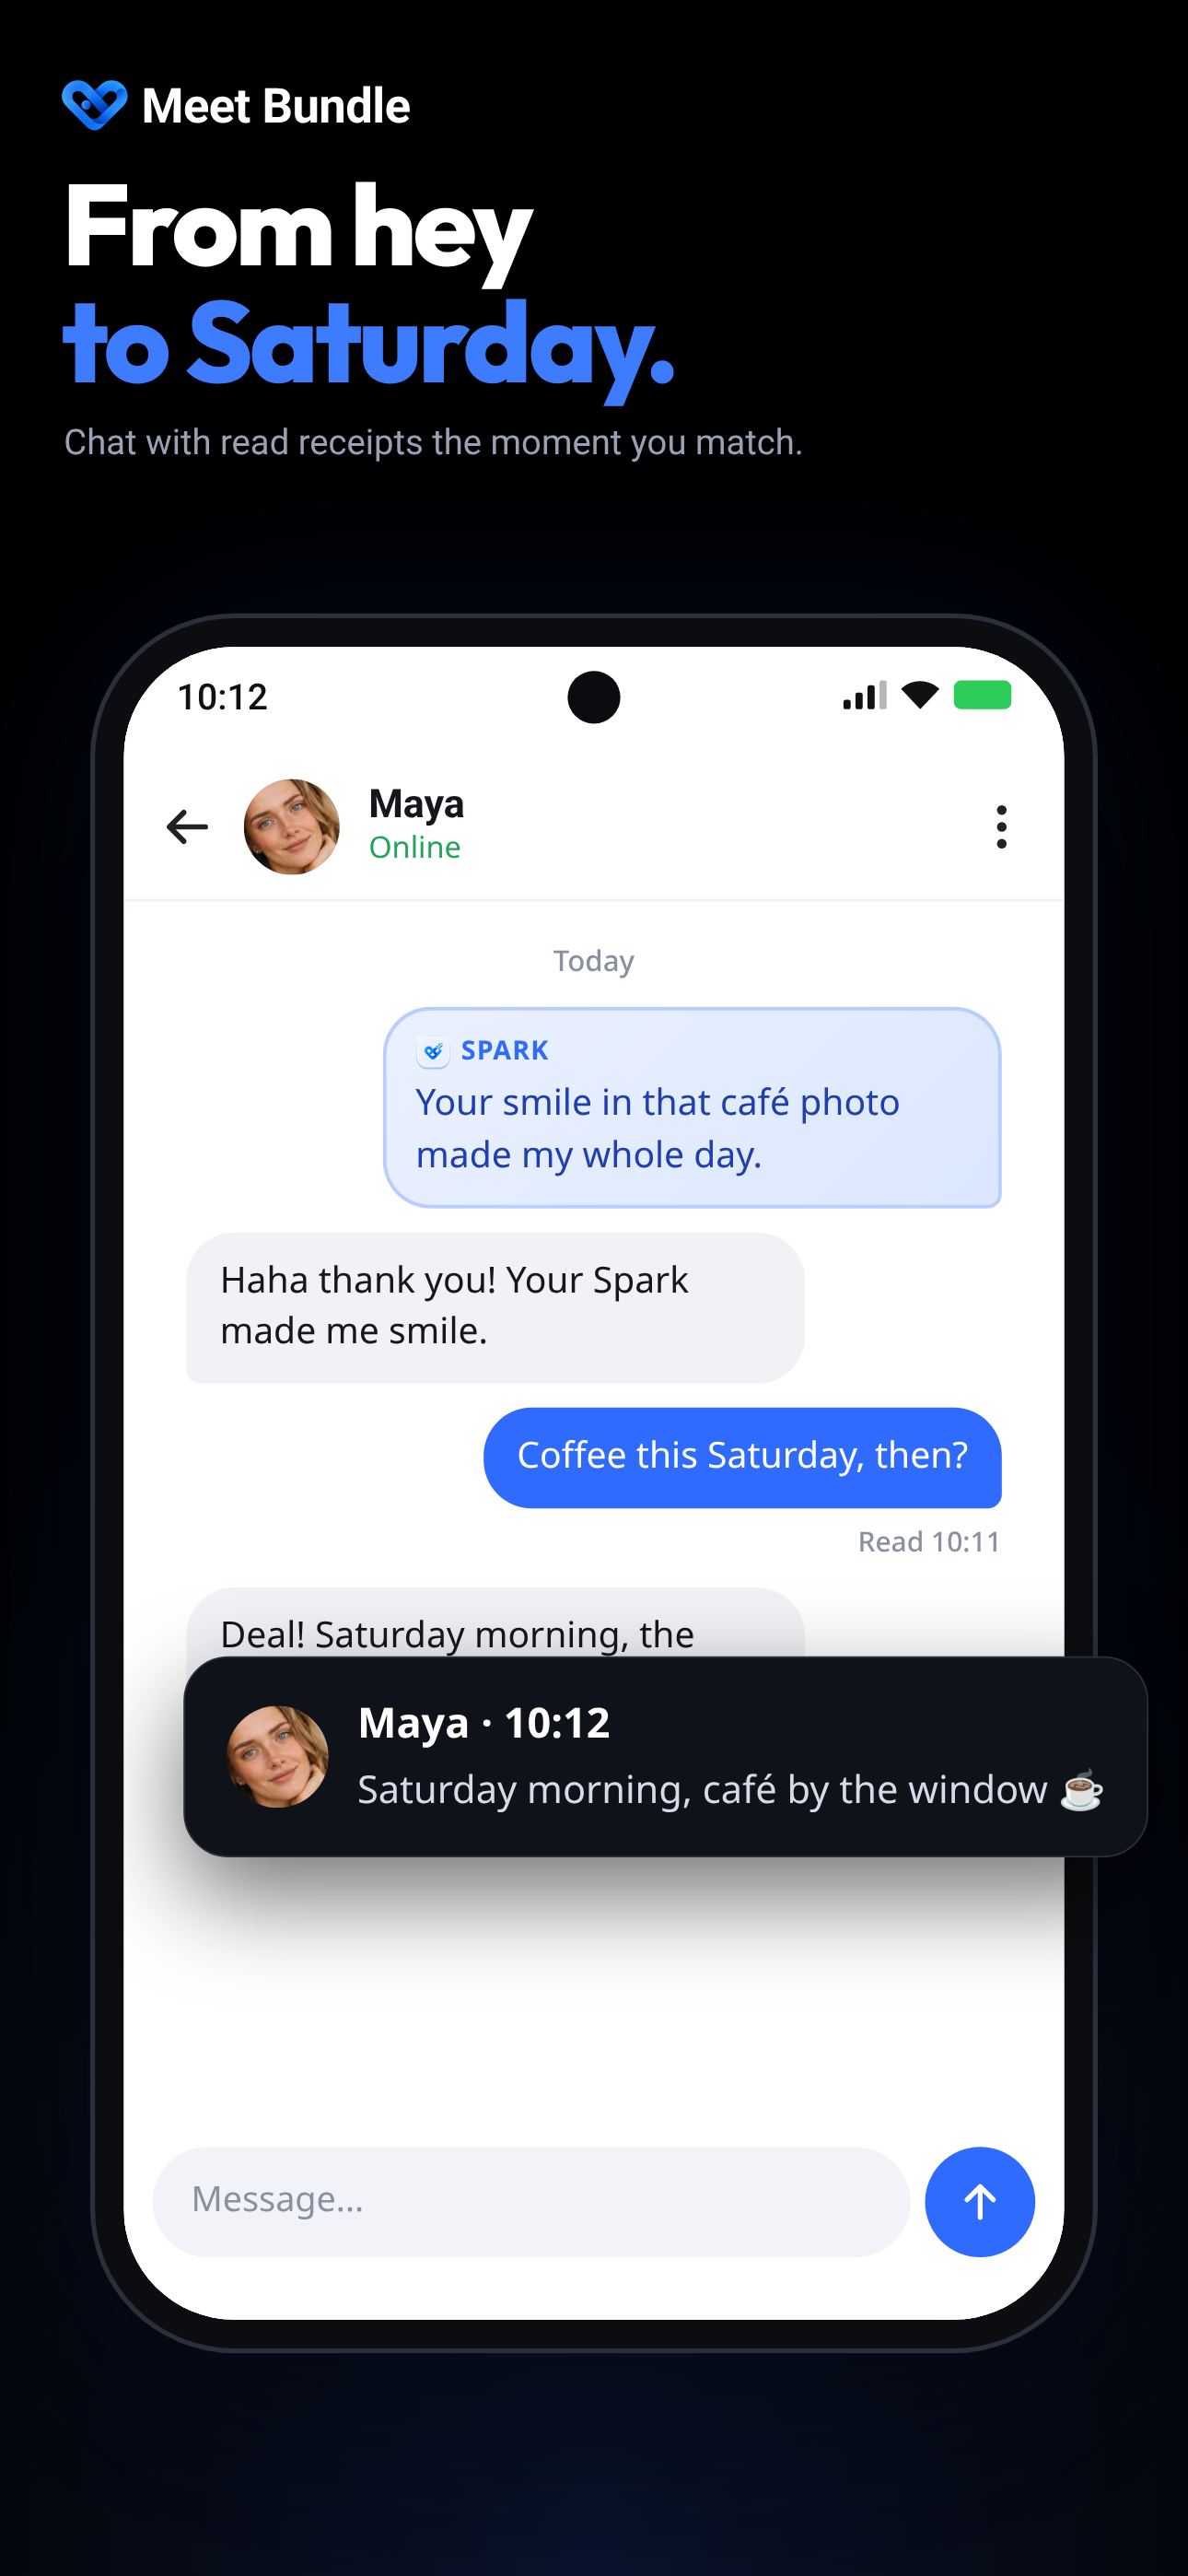 Meet Bundle
From hey
to Saturday.
Chat with read receipts the moment you match.
10:12
Maya
Online
Today
SPARK
Your smile in that café photo
made my whole day.
Haha thank you! Your Spark
made me smile.
Coffee this Saturday, then?
Read 10:11
Deal! Saturday morning, the
Maya · 10:12
Saturday morning, café by the window ☕
Message...